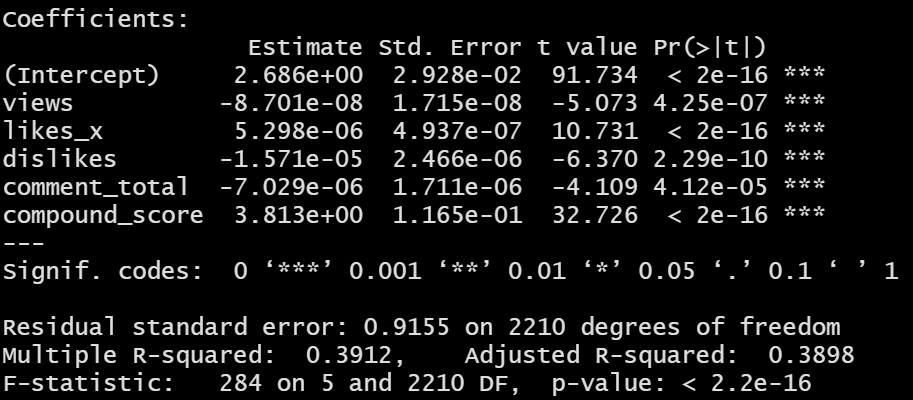 Coefficients:
                Estimate Std. Error t value Pr(>|t|)
(Intercept)     2.686e+00  2.928e-02  91.734  < 2e-16 ***
views          -8.701e-08  1.715e-08  -5.073 4.25e-07 ***
likes_x         5.298e-06  4.937e-07  10.731  < 2e-16 ***
dislikes       -1.571e-05  2.466e-06  -6.370 2.29e-10 ***
comment_total  -7.029e-06  1.711e-06  -4.109 4.12e-05 ***
compound_score  3.813e+00  1.165e-01  32.726  < 2e-16 ***
---
Signif. codes:  0 ‘***’ 0.001 ‘**’ 0.01 ‘*’ 0.05 ‘.’ 0.1 ‘ ’ 1
Residual standard error: 0.9155 on 2210 degrees of freedom
Multiple R-squared:  0.3912,    Adjusted R-squared:  0.3898
F-statistic:   284 on 5 and 2210 DF,  p-value: < 2.2e-16